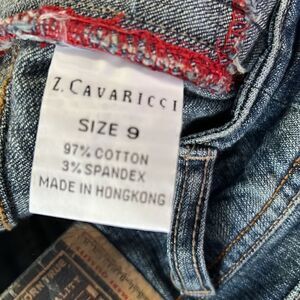 Z. CAVARICCI
SIZE 9
97% COTTON
3% SPANDEX
MADE IN HONGKONG